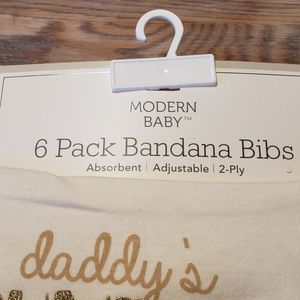 MODERN
BABY™
6 Pack Bandana Bibs
Absorbent | Adjustable | 2-Ply
daddy's